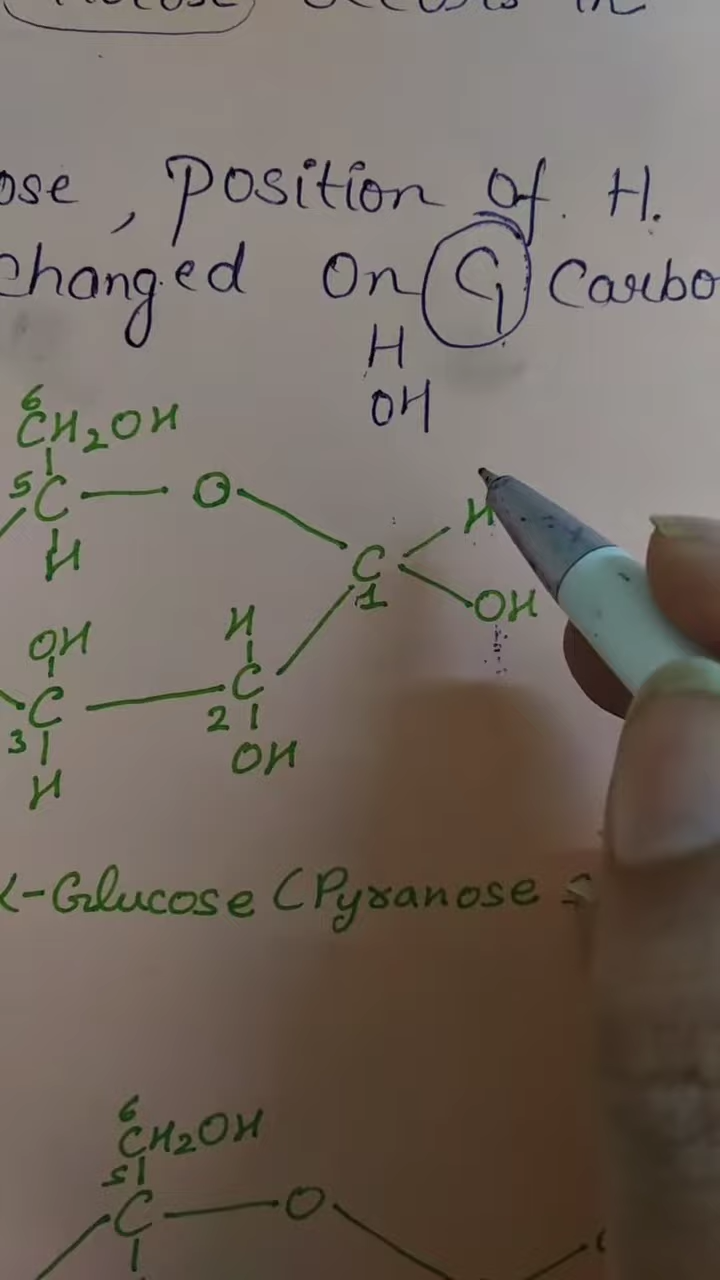 ose , Position of H.
changed On C1 Carbo
H
OH
6
CH2OH
5 C O
H
H
C
1
OH
OH
H
C
3
C
2
H
OH
α-Glucose (Pyranose
6
CH2OH
5
C O